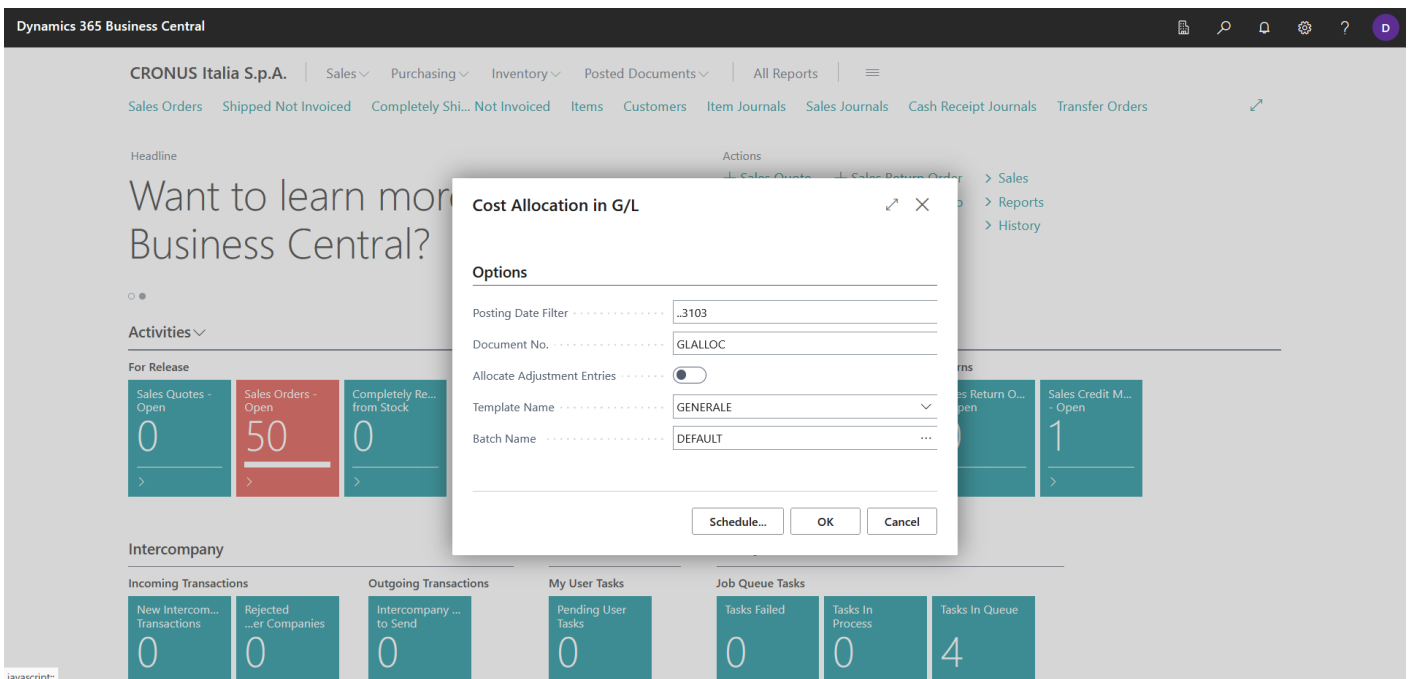 Dynamics 365 Business Central
D
CRONUS Italia S.p.A. Sales Purchasing Inventory Posted Documents All Reports
Sales Orders Shipped Not Invoiced Completely Shi... Not Invoiced Items Customers Item Journals Sales Journals Cash Receipt Journals Transfer Orders
Headline
Want to learn mor
Business Central?
Actions
+ Sales Quote + Sales Return Order > Sales
> Reports
> History
Cost Allocation in G/L
Options
Posting Date Filter ..3103
Document No. GLALLOC
Allocate Adjustment Entries
Template Name GENERALE
Batch Name DEFAULT ...
Schedule... OK Cancel
Activities
For Release
Sales Quotes - Open
0
Sales Orders - Open
50
Completely Re... from Stock
0
rns
es Return O...
pen
Sales Credit M... - Open
1
Intercompany
Incoming Transactions
New Intercom... Transactions
0
Rejected ...er Companies
0
Outgoing Transactions
Intercompany ... to Send
0
My User Tasks
Pending User Tasks
0
Job Queue Tasks
Tasks Failed
0
Tasks In Process
0
Tasks In Queue
4